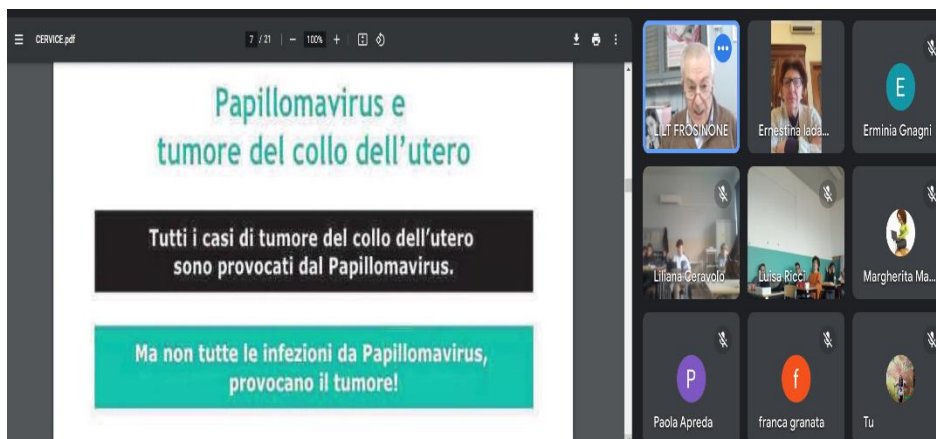 CERVICE.pdf
7 / 21
100%
Papillomavirus e
tumore del collo dell'utero
Tutti i casi di tumore del collo dell'utero
sono provocati dal Papillomavirus.
Ma non tutte le infezioni da Papillomavirus,
provocano il tumore!
LILT FROSINONE
Ernestina Iaoa...
E
Erminia Gnagni
Liliana Ceravolo
Luisa Ricci
Margherita Ma...
P
Paola Apreda
f
franca granata
Tu